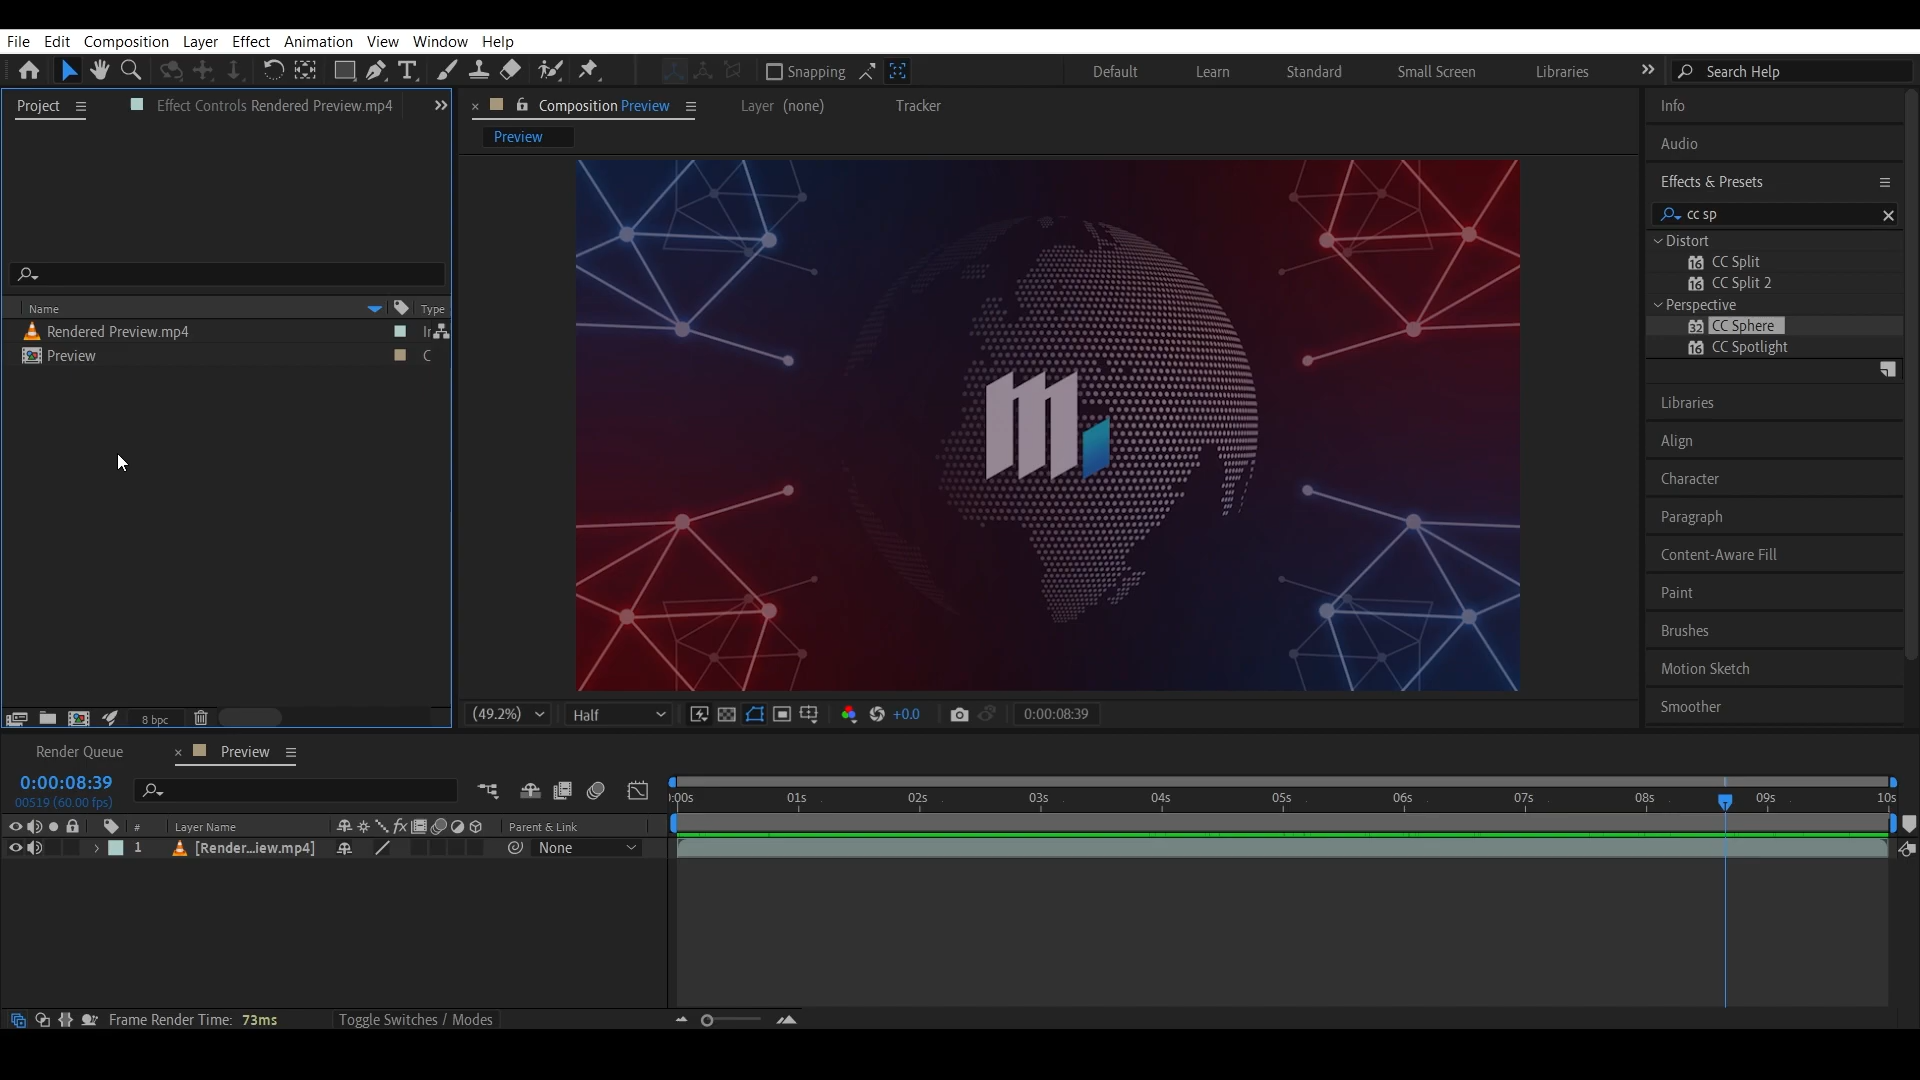 File Edit Composition Layer Effect Animation View Window Help
Snapping Default Learn Standard Small Screen Libraries Search Help
Project Effect Controls Rendered Preview.mp4
Composition Preview Layer (none) Tracker
Preview
Name Type
Rendered Preview.mp4 Ir
Preview C
8 bpc
m
(49.2%) Half +0.0 0:00:08:39
Info
Audio
Effects & Presets
cc sp
Distort
16 CC Split
16 CC Split 2
Perspective
32 CC Sphere
16 CC Spotlight
Libraries
Align
Character
Paragraph
Content-Aware Fill
Paint
Brushes
Motion Sketch
Smoother
Render Queue Preview
0:00:08:39
00519 (60.00 fps)
:00s 01s 02s 03s 04s 05s 06s 07s 08s 09s 10s
# Layer Name fx Parent & Link
1 [Render...iew.mp4] None
Frame Render Time: 73ms Toggle Switches / Modes